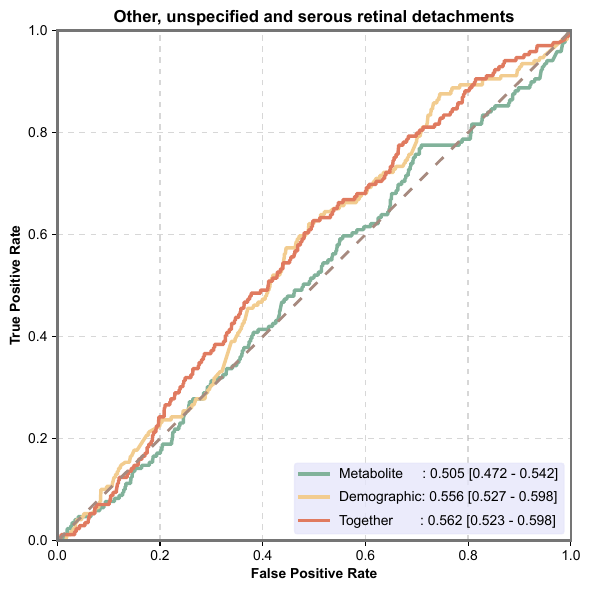 Other, unspecified and serous retinal detachments
True Positive Rate
1.0
0.8
0.6
0.4
0.2
0.0
Metabolite : 0.505 [0.472 - 0.542]
Demographic: 0.556 [0.527 - 0.598]
Together : 0.562 [0.523 - 0.598]
0.0 0.2 0.4 0.6 0.8 1.0
False Positive Rate